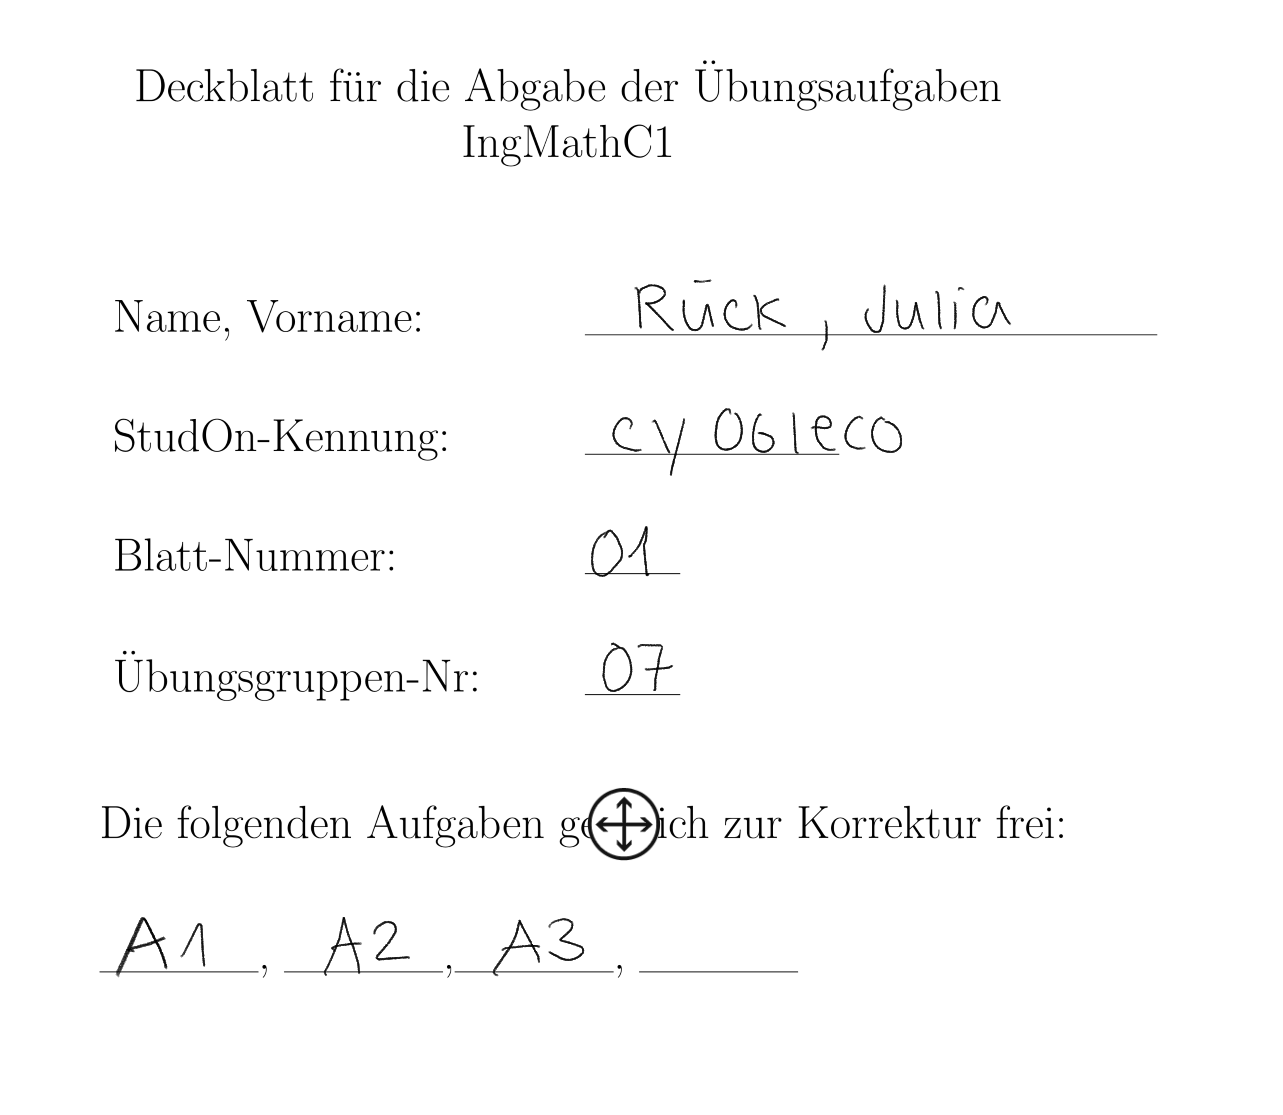 Deckblatt für die Abgabe der Übungsaufgaben
IngMathC1
Name, Vorname: Rück, Julia
StudOn-Kennung: cy06leco
Blatt-Nummer: 01
Übungsgruppen-Nr: 07
Die folgenden Aufgaben ich zur Korrektur frei:
A1, A2, A3,